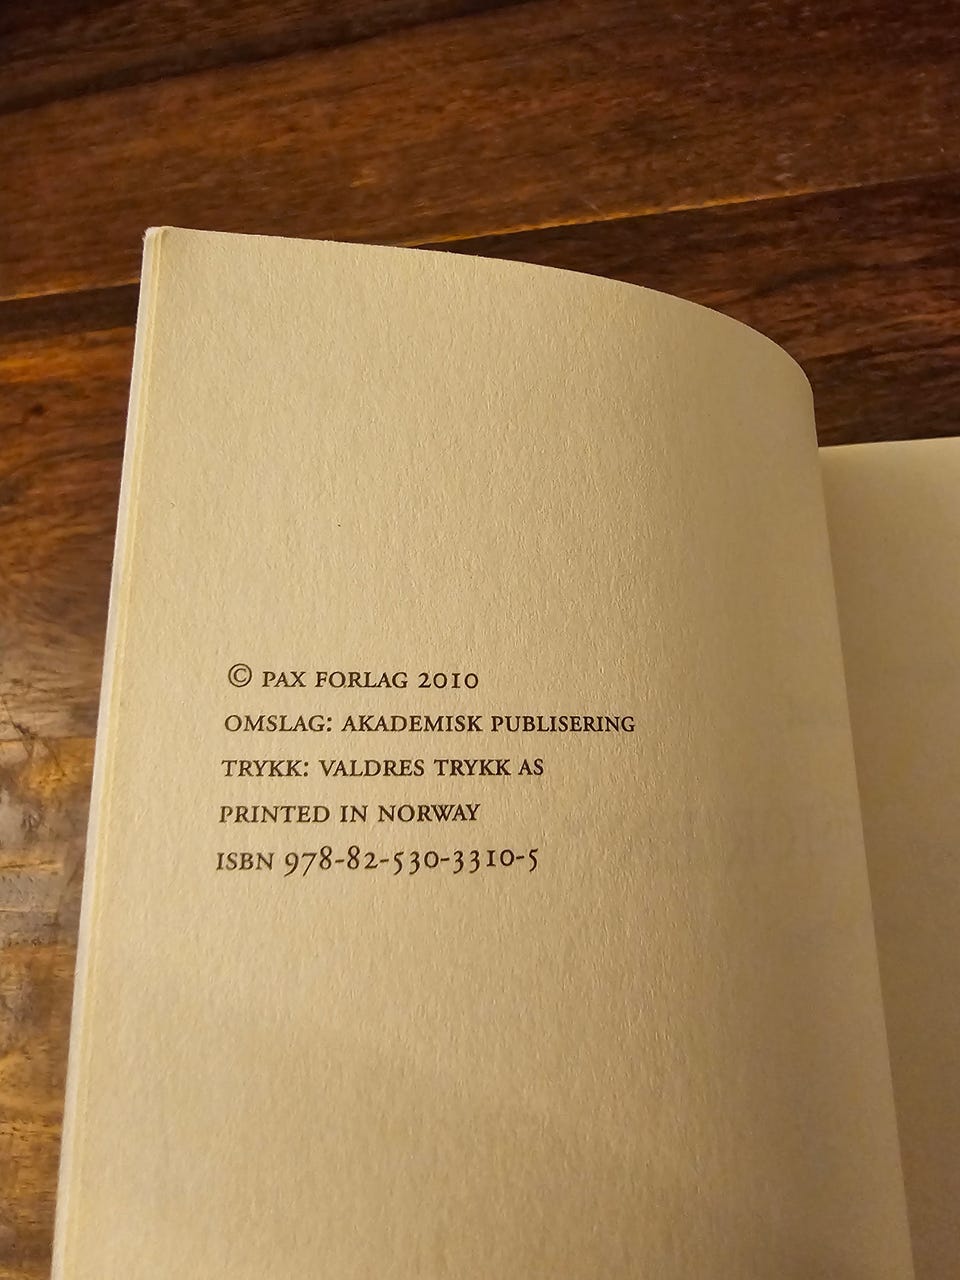 © PAX FORLAG 2010
OMSLAG: AKADEMISK PUBLISERING
TRYKK: VALDRES TRYKK AS
PRINTED IN NORWAY
ISBN 978-82-530-3310-5